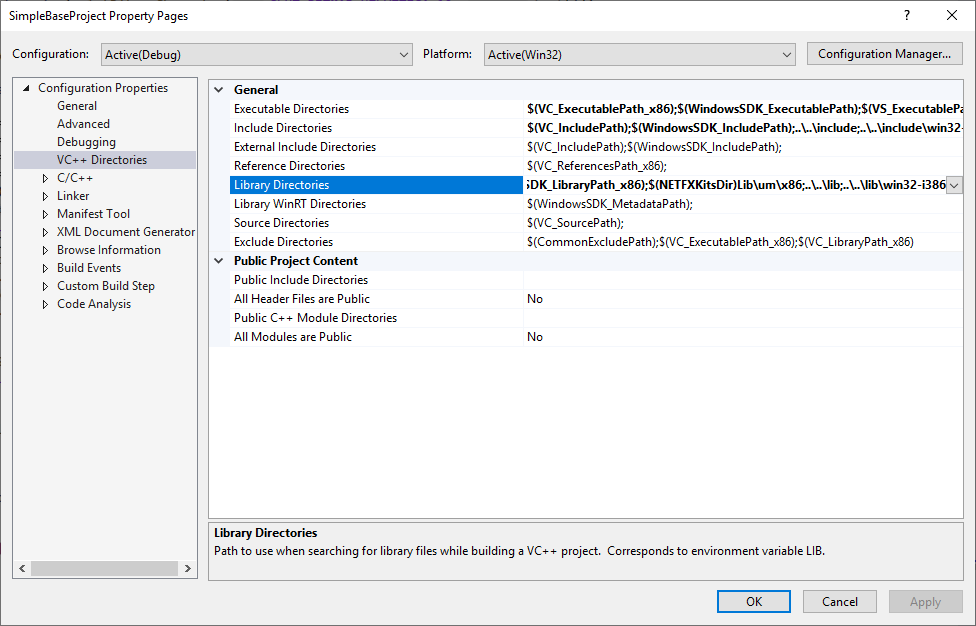 SimpleBaseProject Property Pages
?
Configuration: Active(Debug) Platform: Active(Win32) Configuration Manager...
Configuration Properties
General
Advanced
Debugging
VC++ Directories
C/C++
Linker
Manifest Tool
XML Document Generator
Browse Information
Build Events
Custom Build Step
Code Analysis
General
Executable Directories $(VC_ExecutablePath_x86);$(WindowsSDK_ExecutablePath);$(VS_ExecutablePa
Include Directories $(VC_IncludePath);$(WindowsSDK_IncludePath);..\..\include;..\..\include\win32-
External Include Directories $(VC_IncludePath);$(WindowsSDK_IncludePath);
Reference Directories $(VC_ReferencesPath_x86);
Library Directories SDK_LibraryPath_x86);$(NETFXKitsDir)Lib\um\x86;..\..\lib;..\..\lib\win32-i386
Library WinRT Directories $(WindowsSDK_MetadataPath);
Source Directories $(VC_SourcePath);
Exclude Directories $(CommonExcludePath);$(VC_ExecutablePath_x86);$(VC_LibraryPath_x86)
Public Project Content
Public Include Directories
All Header Files are Public No
Public C++ Module Directories
All Modules are Public No
Library Directories
Path to use when searching for library files while building a VC++ project.  Corresponds to environment variable LIB.
OK Cancel Apply